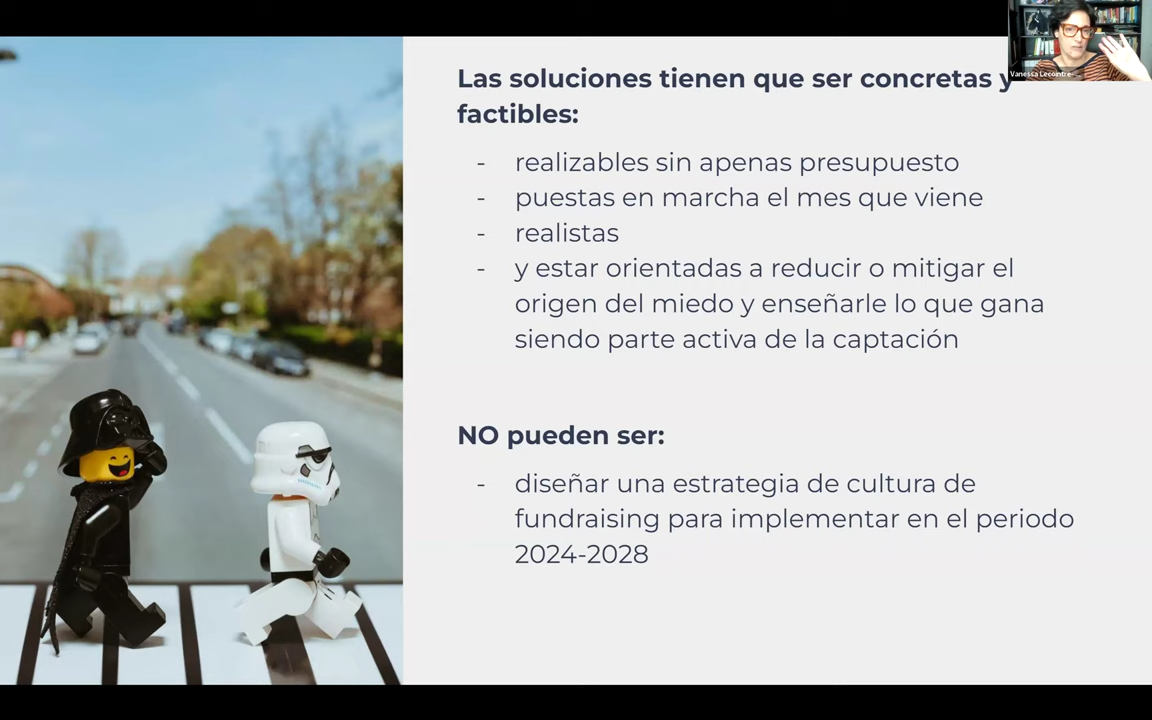 Las soluciones tienen que ser concretas y
factibles:
- realizables sin apenas presupuesto
- puestas en marcha el mes que viene
- realistas
- y estar orientadas a reducir o mitigar el
origen del miedo y enseñarle lo que gana
siendo parte activa de la captación
NO pueden ser:
- diseñar una estrategia de cultura de
fundraising para implementar en el periodo
2024-2028
Vanessa Lecointre